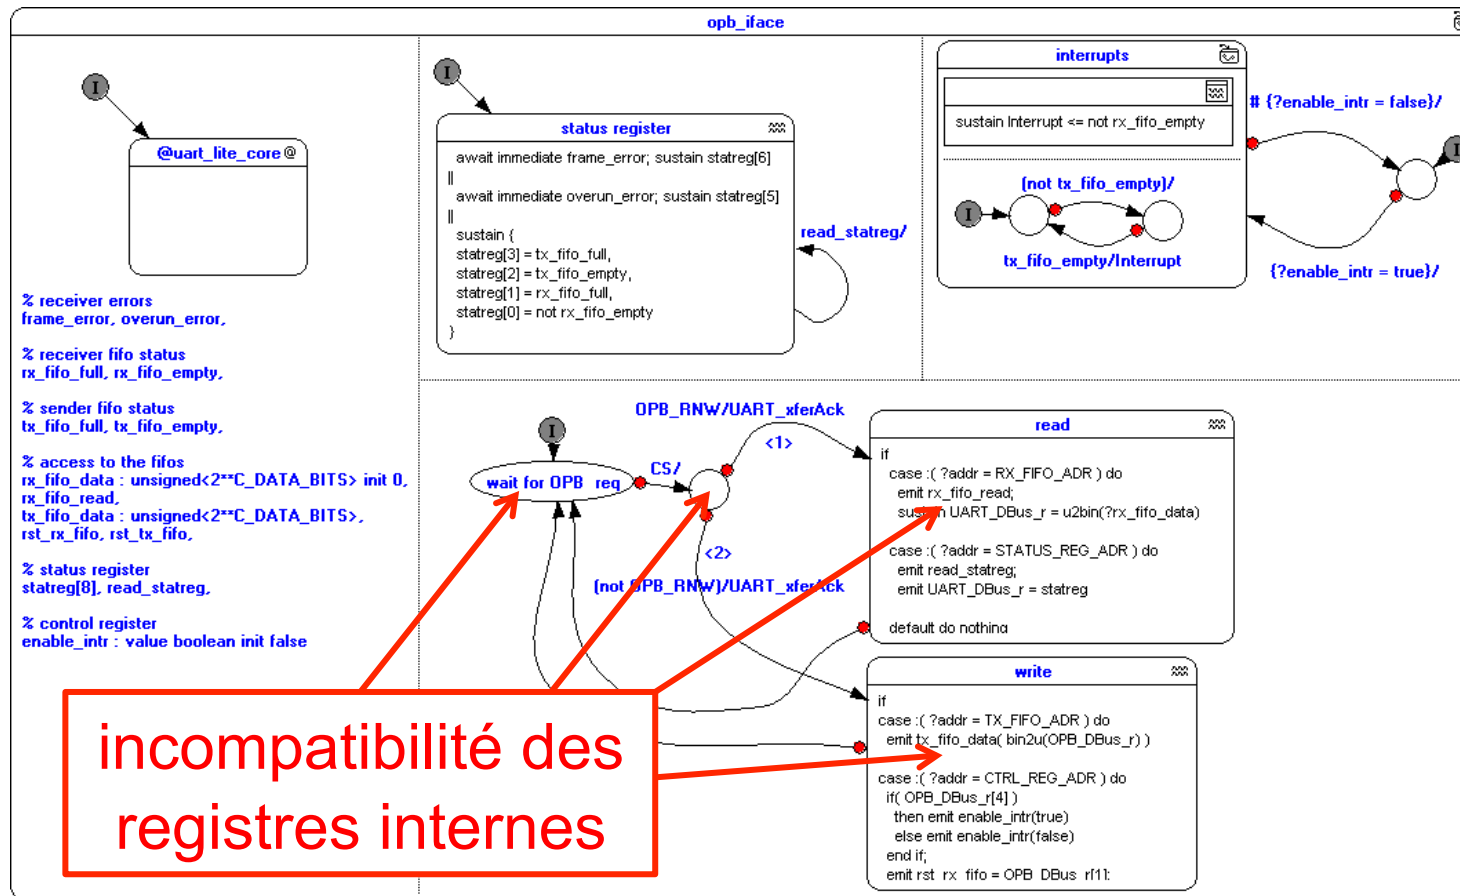 opb_iface
I
@uart_lite_core @
% receiver errors
frame_error, overun_error,
% receiver fifo status
rx_fifo_full, rx_fifo_empty,
% sender fifo status
tx_fifo_full, tx_fifo_empty,
% access to the fifos
rx_fifo_data : unsigned<2**C_DATA_BITS> init 0,
rx_fifo_read,
tx_fifo_data : unsigned<2**C_DATA_BITS>,
rst_rx_fifo, rst_tx_fifo,
% status register
statreg[8], read_statreg,
% control register
enable_intr : value boolean init false
I
status register
await immediate frame_error; sustain statreg[6]
||
await immediate overun_error; sustain statreg[5]
||
sustain {
statreg[3] = tx_fifo_full,
statreg[2] = tx_fifo_empty,
statreg[1] = rx_fifo_full,
statreg[0] = not rx_fifo_empty
}
read_statreg/
interrupts
sustain Interrupt <= not rx_fifo_empty
(not tx_fifo_empty)/
I
tx_fifo_empty/Interrupt
# {?enable_intr = false}/
I
{?enable_intr = true}/
I
wait for OPB_req
CS/
OPB_RNW/UART_xferAck
<1>
<2>
(not OPB_RNW)/UART_xferAck
read
if
case :( ?addr = RX_FIFO_ADR ) do
emit rx_fifo_read;
sustain UART_DBus_r = u2bin(?rx_fifo_data)
case :( ?addr = STATUS_REG_ADR ) do
emit read_statreg;
emit UART_DBus_r = statreg
default do nothing
write
if
case :( ?addr = TX_FIFO_ADR ) do
emit tx_fifo_data( bin2u(OPB_DBus_r) )
case :( ?addr = CTRL_REG_ADR ) do
if( OPB_DBus_r[4] )
then emit enable_intr(true)
else emit enable_intr(false)
end if;
emit rst_rx_fifo = OPB_DBus_r[1];
incompatibilité des
registres internes